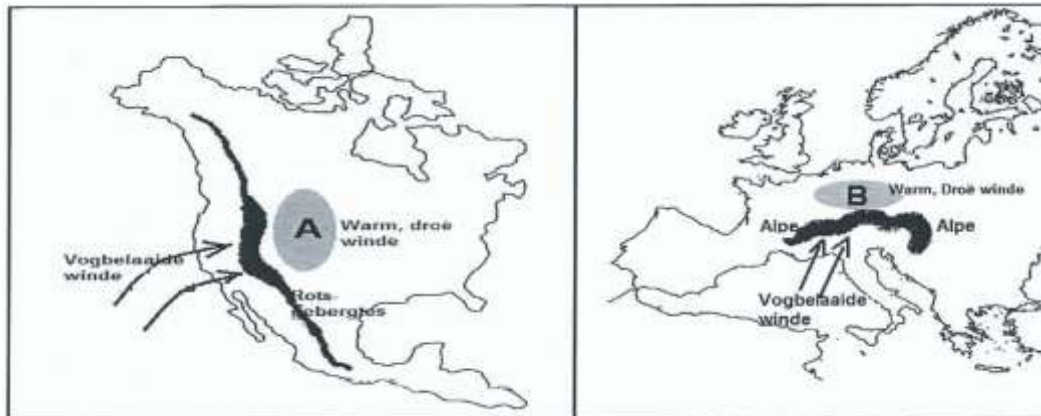 A
Warm, droë
winde
Vogbelaaide
winde
Rots-
gebergtes
B
Warm, Droë winde
Alpe
Alpe
Vogbelaaide
winde